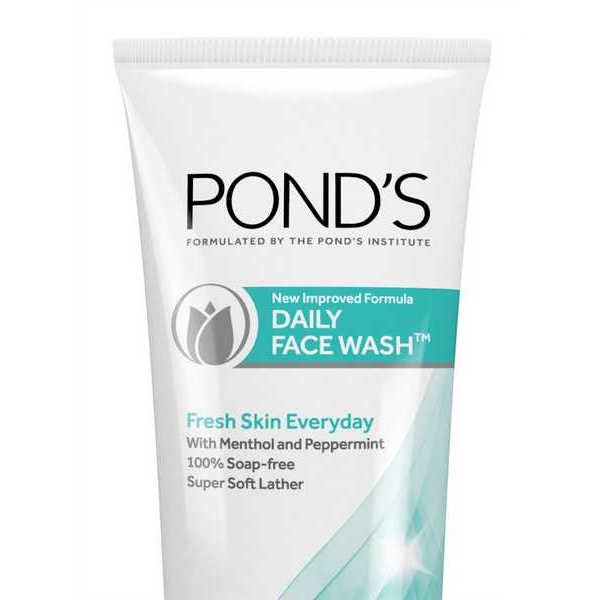 POND'S
FORMULATED BY THE POND'S INSTITUTE
New Improved Formula
DAILY
FACE WASH™
Fresh Skin Everyday
With Menthol and Peppermint
100% Soap-free
Super Soft Lather